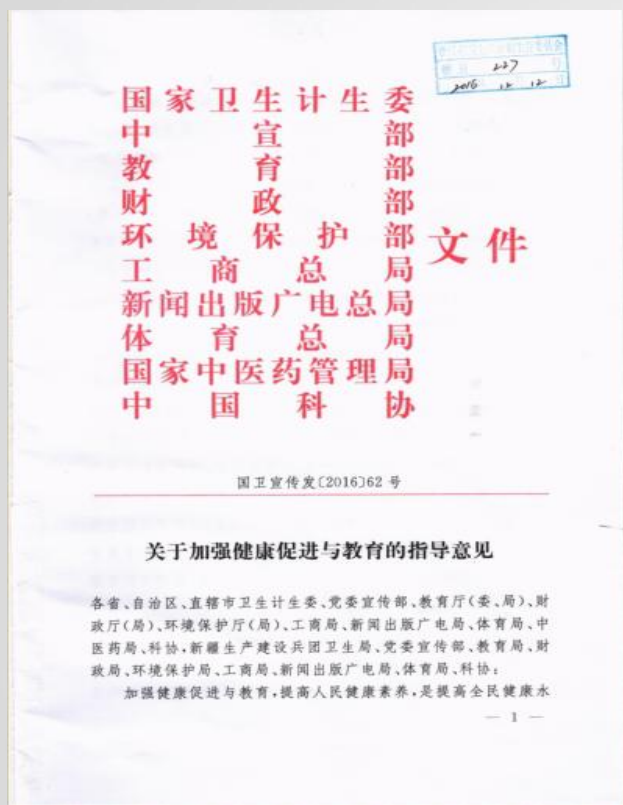 227
2016 12 12
国家卫生计生委
中宣部
教育部
财政部
环境保护部
文件
工商总局
新闻出版广电总局
体育总局
国家中医药管理局
中国科协
国卫宣传发〔2016〕62号
关于加强健康促进与教育的指导意见
各省、自治区、直辖市卫生计生委、党委宣传部、教育厅(委、局)、财
政厅(局)、环境保护厅(局)、工商局、新闻出版广电局、体育局、中
医药局、科协,新疆生产建设兵团卫生局、党委宣传部、教育局、财
政局、环境保护局、工商局、新闻出版广电局、体育局、科协:
加强健康促进与教育,提高人民健康素养,是提高全民健康水
— 1 —